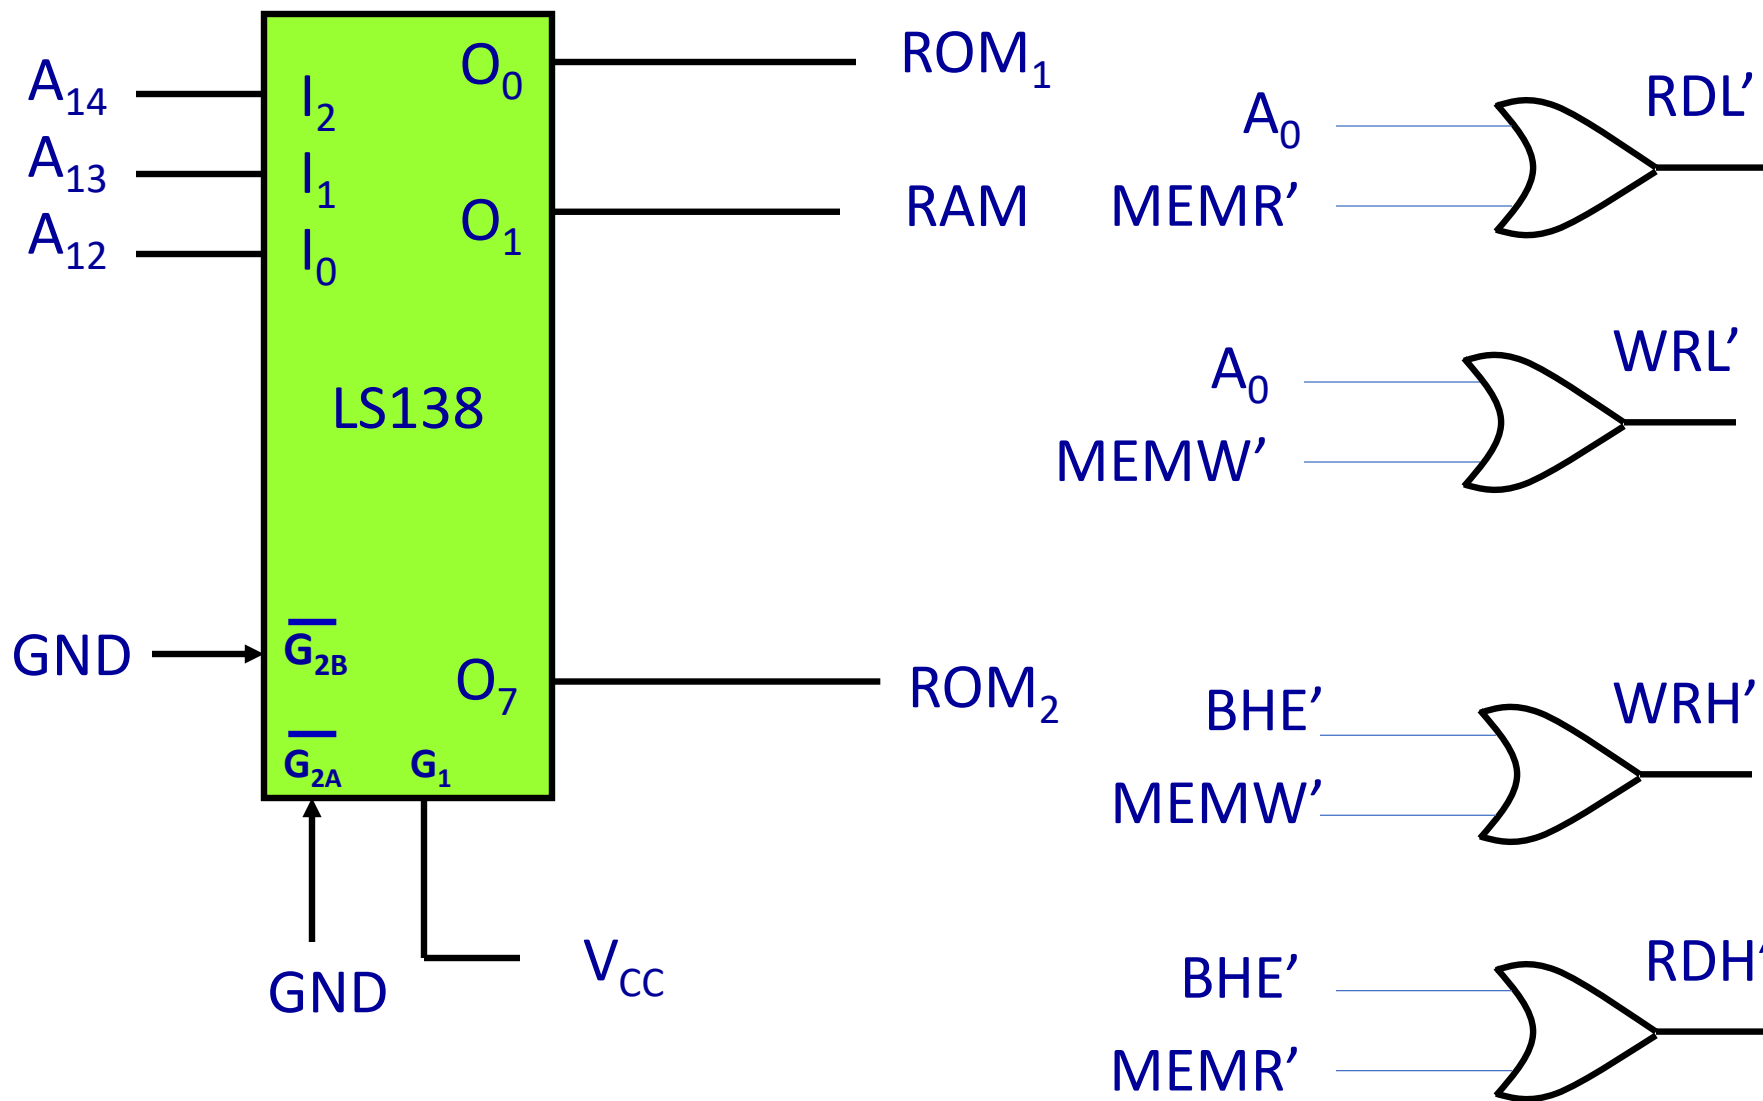 A₁₄
A₁₃
A₁₂
I₂
I₁
I₀
O₀
O₁
LS138
G₂B
G₂A
G₁
O₇
GND
GND
VCC
ROM₁
RAM
ROM₂
A₀
MEMR’
RDL’
A₀
MEMW’
WRL’
BHE’
MEMW’
WRH’
BHE’
MEMR’
RDH’